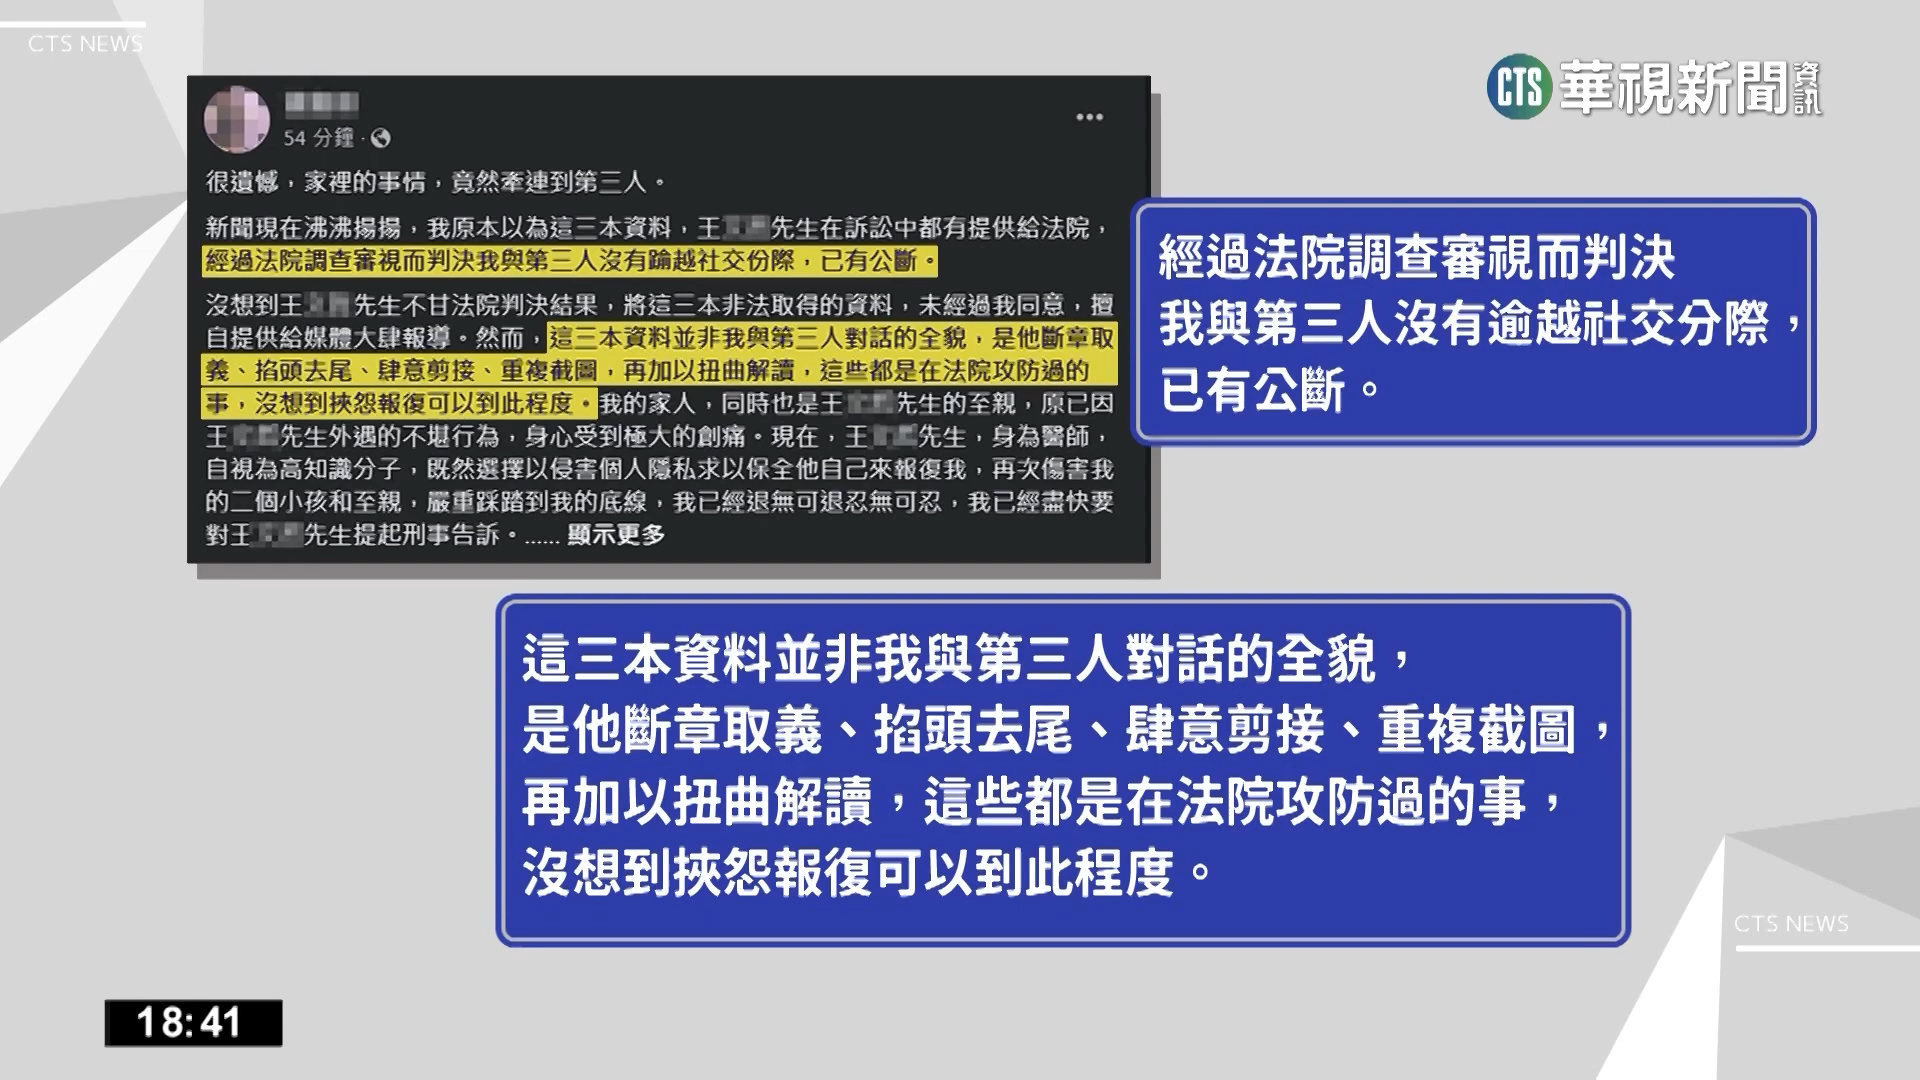 CTS NEWS
CTS 華視新聞資訊
54 分鐘
很遺憾，家裡的事情，竟然牽連到第三人。
新聞現在沸沸揚揚，我原本以為這三本資料，王先生在訴訟中都有提供給法院，
經過法院調查審視而判決我與第三人沒有踰越社交份際，已有公斷。
沒想到王先生不甘法院判決結果，將這三本非法取得的資料，未經過我同意，擅
自提供給媒體大肆報導。然而，這三本資料並非我與第三人對話的全貌，是他斷章取
義、掐頭去尾、肆意剪接、重複截圖，再加以扭曲解讀，這些都是在法院攻防過的
事，沒想到挾怨報復可以到此程度。我的家人，同時也是王先生的至親，原已因
王先生外遇的不堪行為，身心受到極大的創痛。現在，王先生，身為醫師，
自視為高知識分子，既然選擇以侵害個人隱私求以保全他自己來報復我，再次傷害我
的二個小孩和至親，嚴重踩踏到我的底線，我已經退無可退忍無可忍，我已經盡快要
對王先生提起刑事告訴。...... 顯示更多
經過法院調查審視而判決
我與第三人沒有逾越社交分際，
已有公斷。
這三本資料並非我與第三人對話的全貌，
是他斷章取義、掐頭去尾、肆意剪接、重複截圖，
再加以扭曲解讀，這些都是在法院攻防過的事，
沒想到挾怨報復可以到此程度。
CTS NEWS
18:41